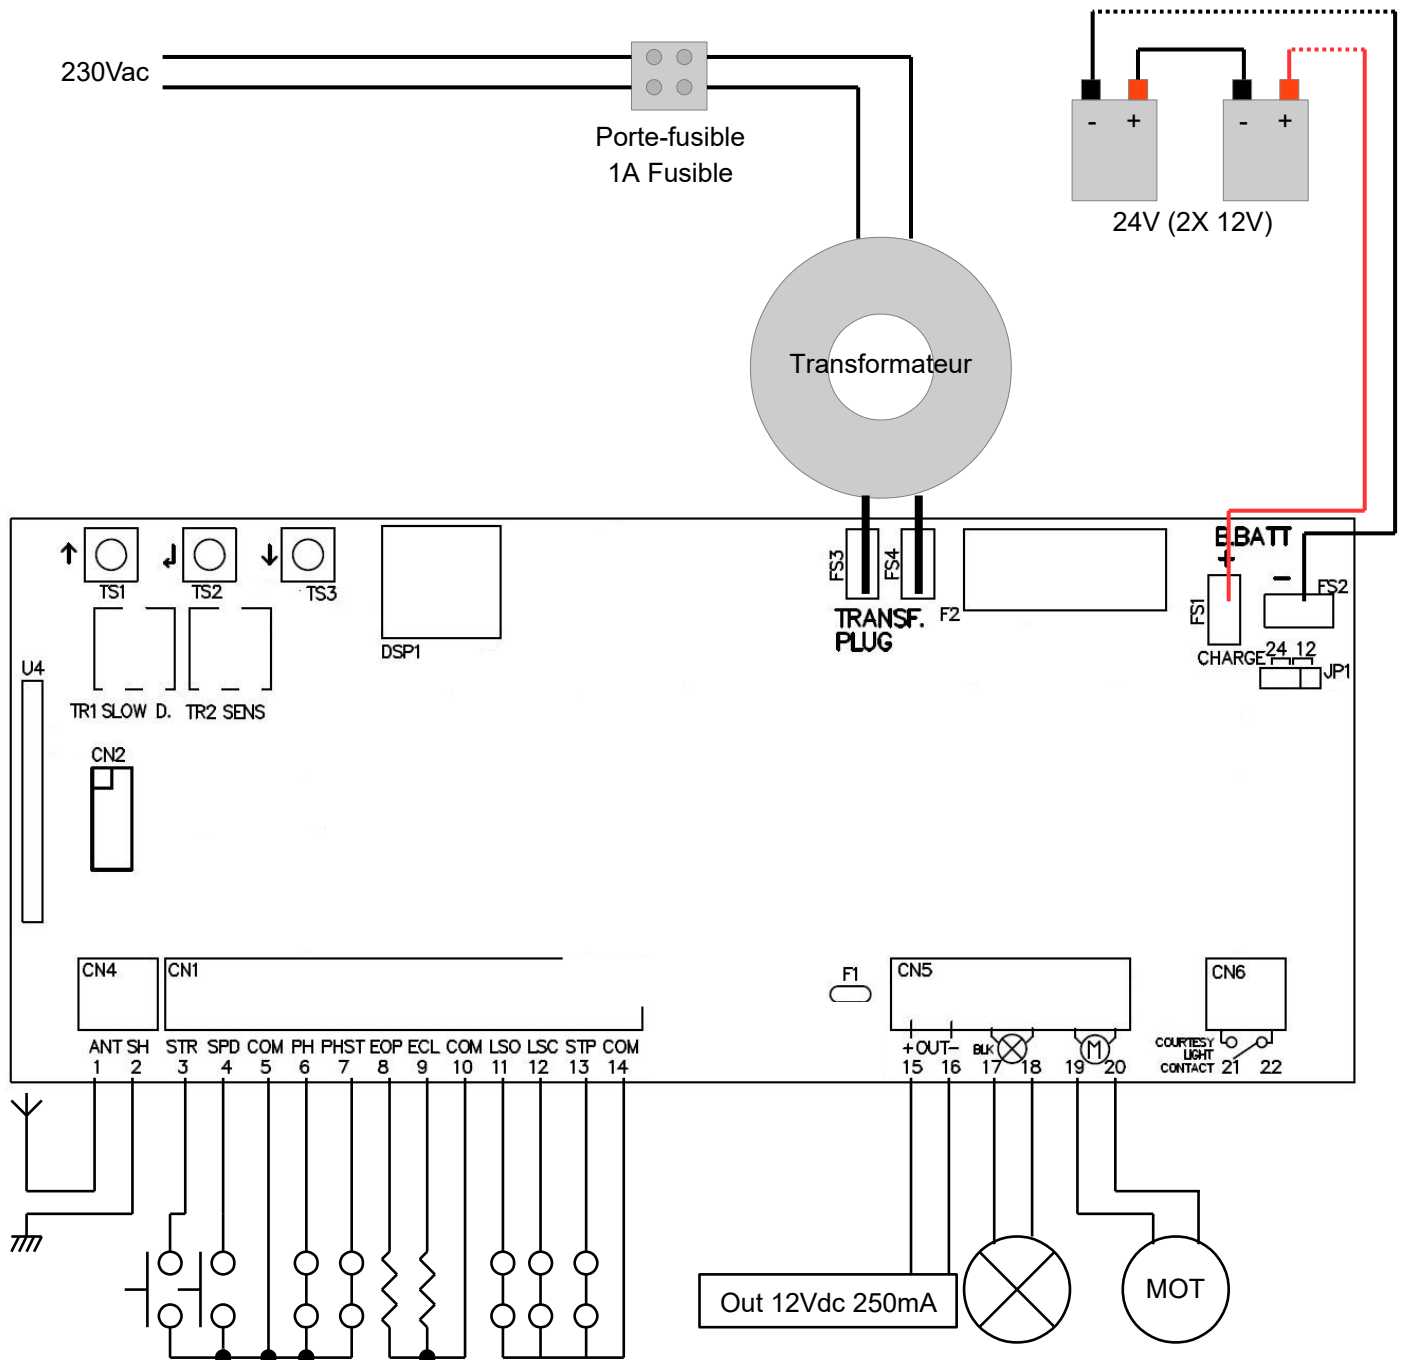 230Vac
Porte-fusible
1A Fusible
- + - +
24V (2X 12V)
Transformateur
TS1 TS2 TS3
DSP1
FS3 FS4
TRANSF.
PLUG
F2
B.BATT
+ -
FS1 FS2
CHARGE 24 12
JP1
U4
TR1 SLOW D. TR2 SENS
CN2
CN4 CN1
F1
CN5
CN6
ANT SH STR SPD COM PH PHST EOP ECL COM LSO LSC STP COM
1 2 3 4 5 6 7 8 9 10 11 12 13 14
+OUT- BLK M
15 16 17 18 19 20
COURTESY
LIGHT
CONTACT 21 22
Out 12Vdc 250mA
MOT